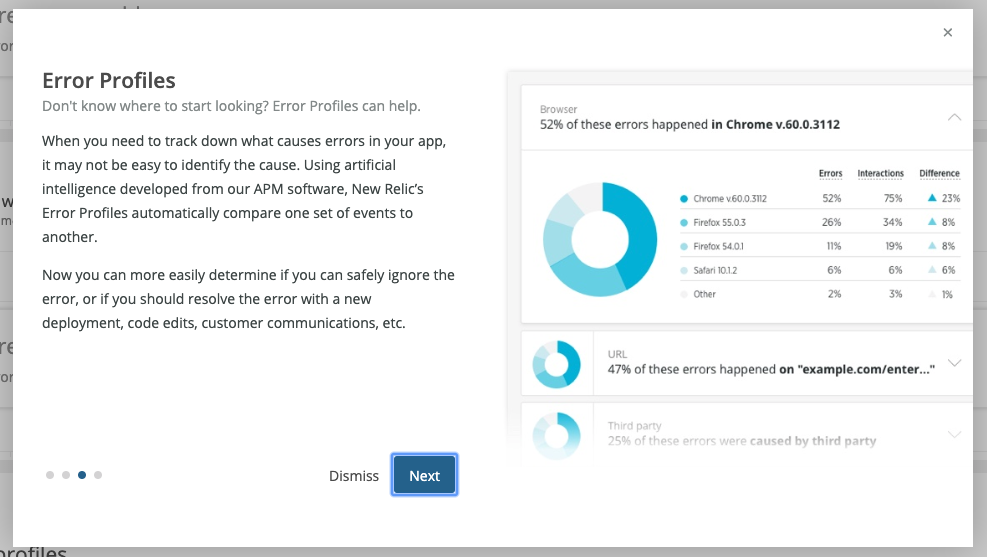 ×
Error Profiles
Don't know where to start looking? Error Profiles can help.
When you need to track down what causes errors in your app,
it may not be easy to identify the cause. Using artificial
intelligence developed from our APM software, New Relic's
Error Profiles automatically compare one set of events to
another.
Now you can more easily determine if you can safely ignore the
error, or if you should resolve the error with a new
deployment, code edits, customer communications, etc.
Dismiss
Next
Browser
52% of these errors happened in Chrome v.60.0.3112
Errors Interactions Difference
Chrome v.60.0.3112 52% 75% 23%
Firefox 55.0.3 26% 34% 8%
Firefox 54.0.1 11% 19% 8%
Safari 10.1.2 6% 6% 6%
Other 2% 3% 1%
URL
47% of these errors happened on "example.com/enter..."
Third party
25% of these errors were caused by third party
profiles